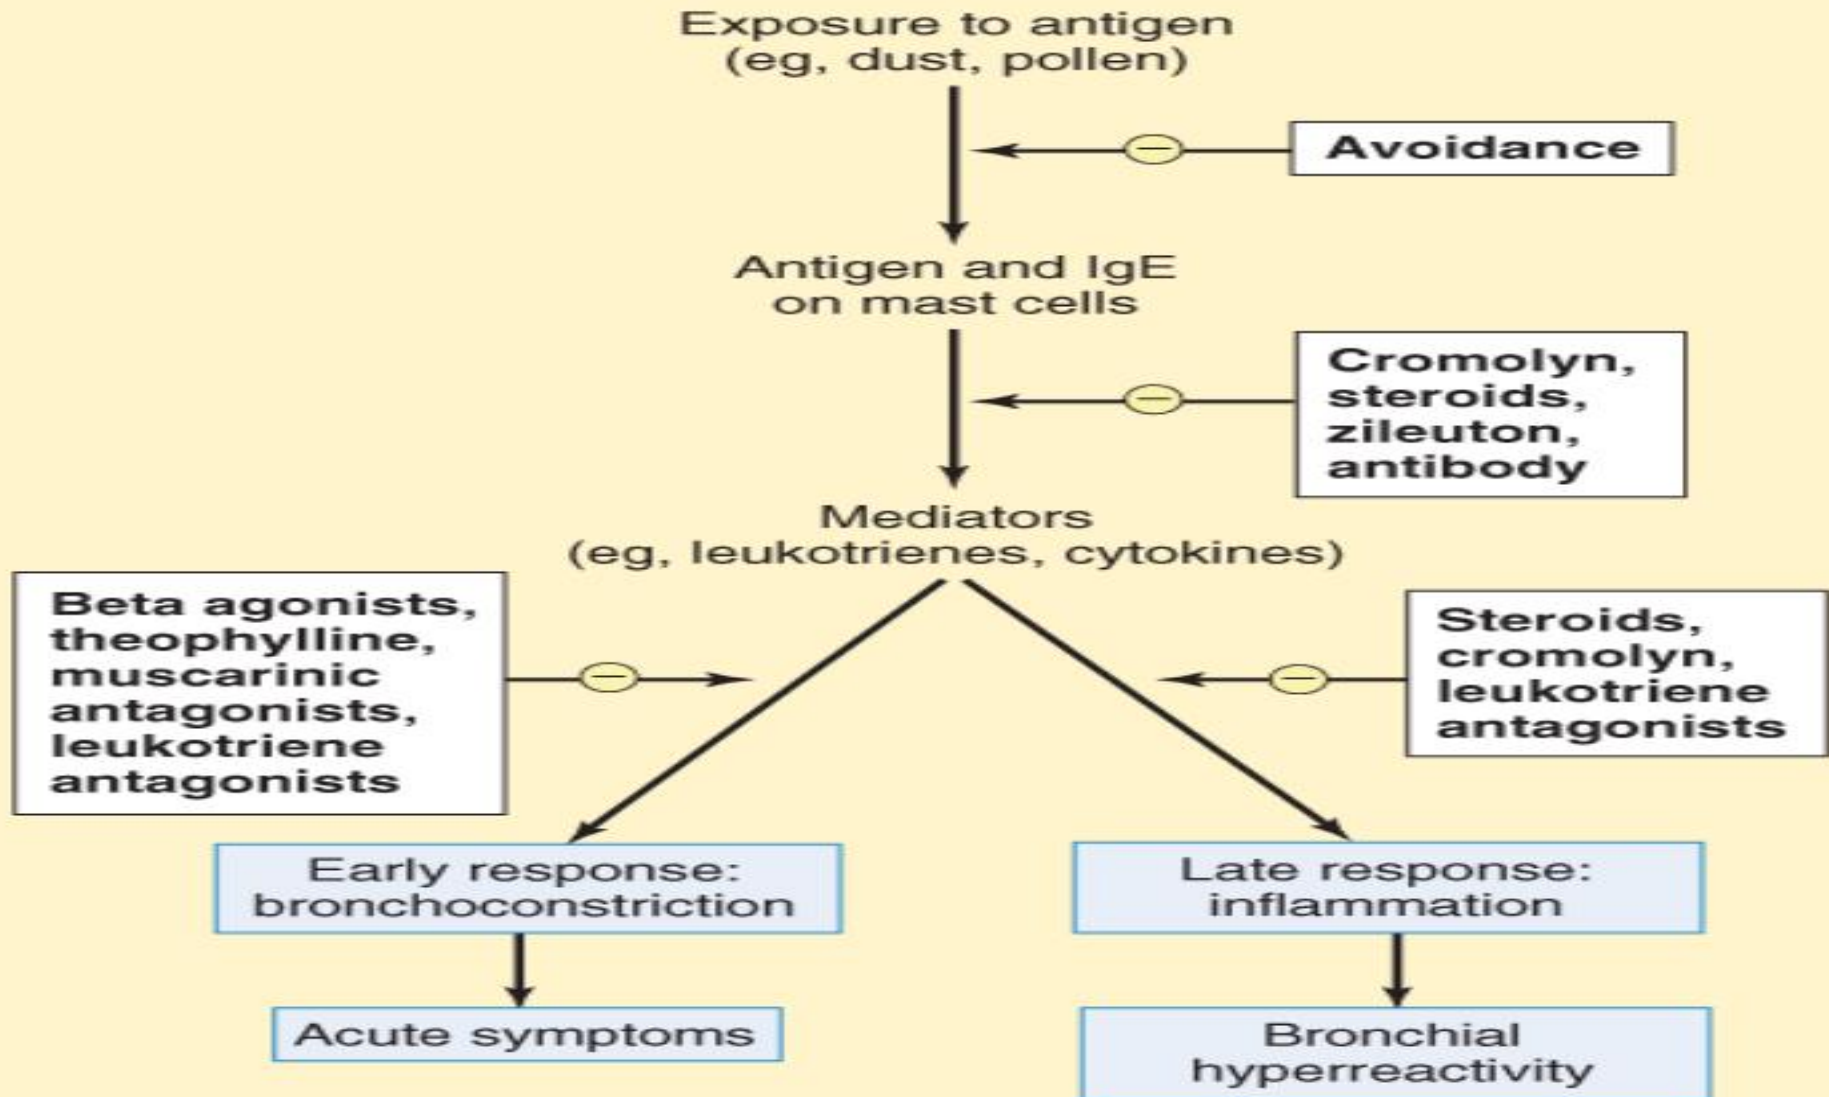 Exposure to antigen
(eg, dust, pollen)
Avoidance
Antigen and IgE
on mast cells
Cromolyn,
steroids,
zileuton,
antibody
Mediators
(eg, leukotrienes, cytokines)
Beta agonists,
theophylline,
muscarinic
antagonists,
leukotriene
antagonists
Steroids,
cromolyn,
leukotriene
antagonists
Early response:
bronchoconstriction
Late response:
inflammation
Acute symptoms
Bronchial
hyperreactivity